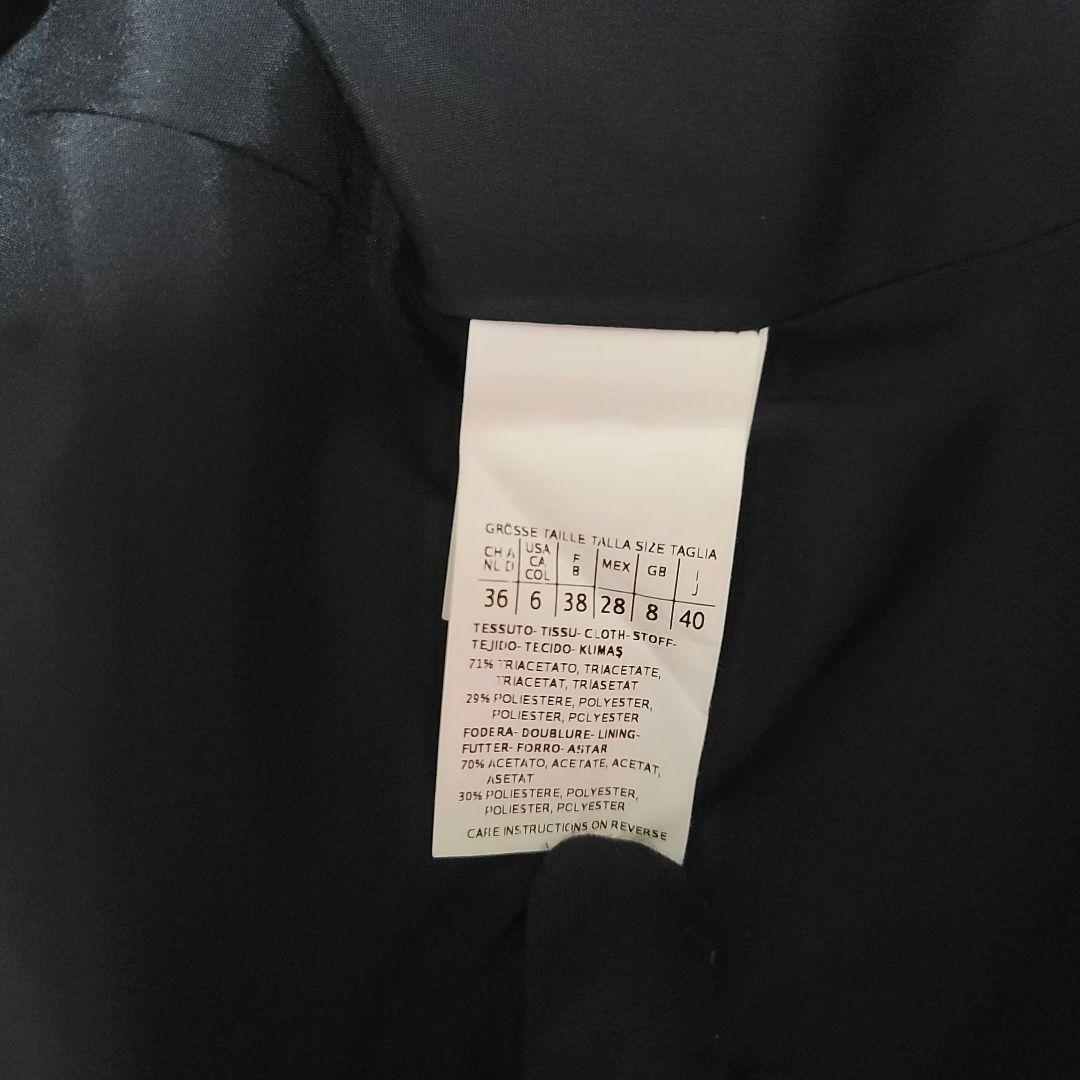 GRÖSSE TAILLE TALLA SIZE TAGLIA
CH A NL D | USA CA COL | F B | MEX | GB | I J
36 | 6 | 38 | 28 | 8 | 40
TESSUTO- TISSU- CLOTH- STOFF-
TEJIDO- TECIDO- KUMAŞ
71% TRIACETATO, TRIACETATE,
TRIACETAT, TRIASETAT
29% POLIESTERE, POLYESTER,
POLIESTER, POLYESTER
FODERA- DOUBLURE- LINING-
FUTTER- FORRO- ASTAR
70% ACETATO, ACETATE, ACETAT,
ASETAT
30% POLIESTERE, POLYESTER,
POLIESTER, POLYESTER
CARE INSTRUCTIONS ON REVERSE